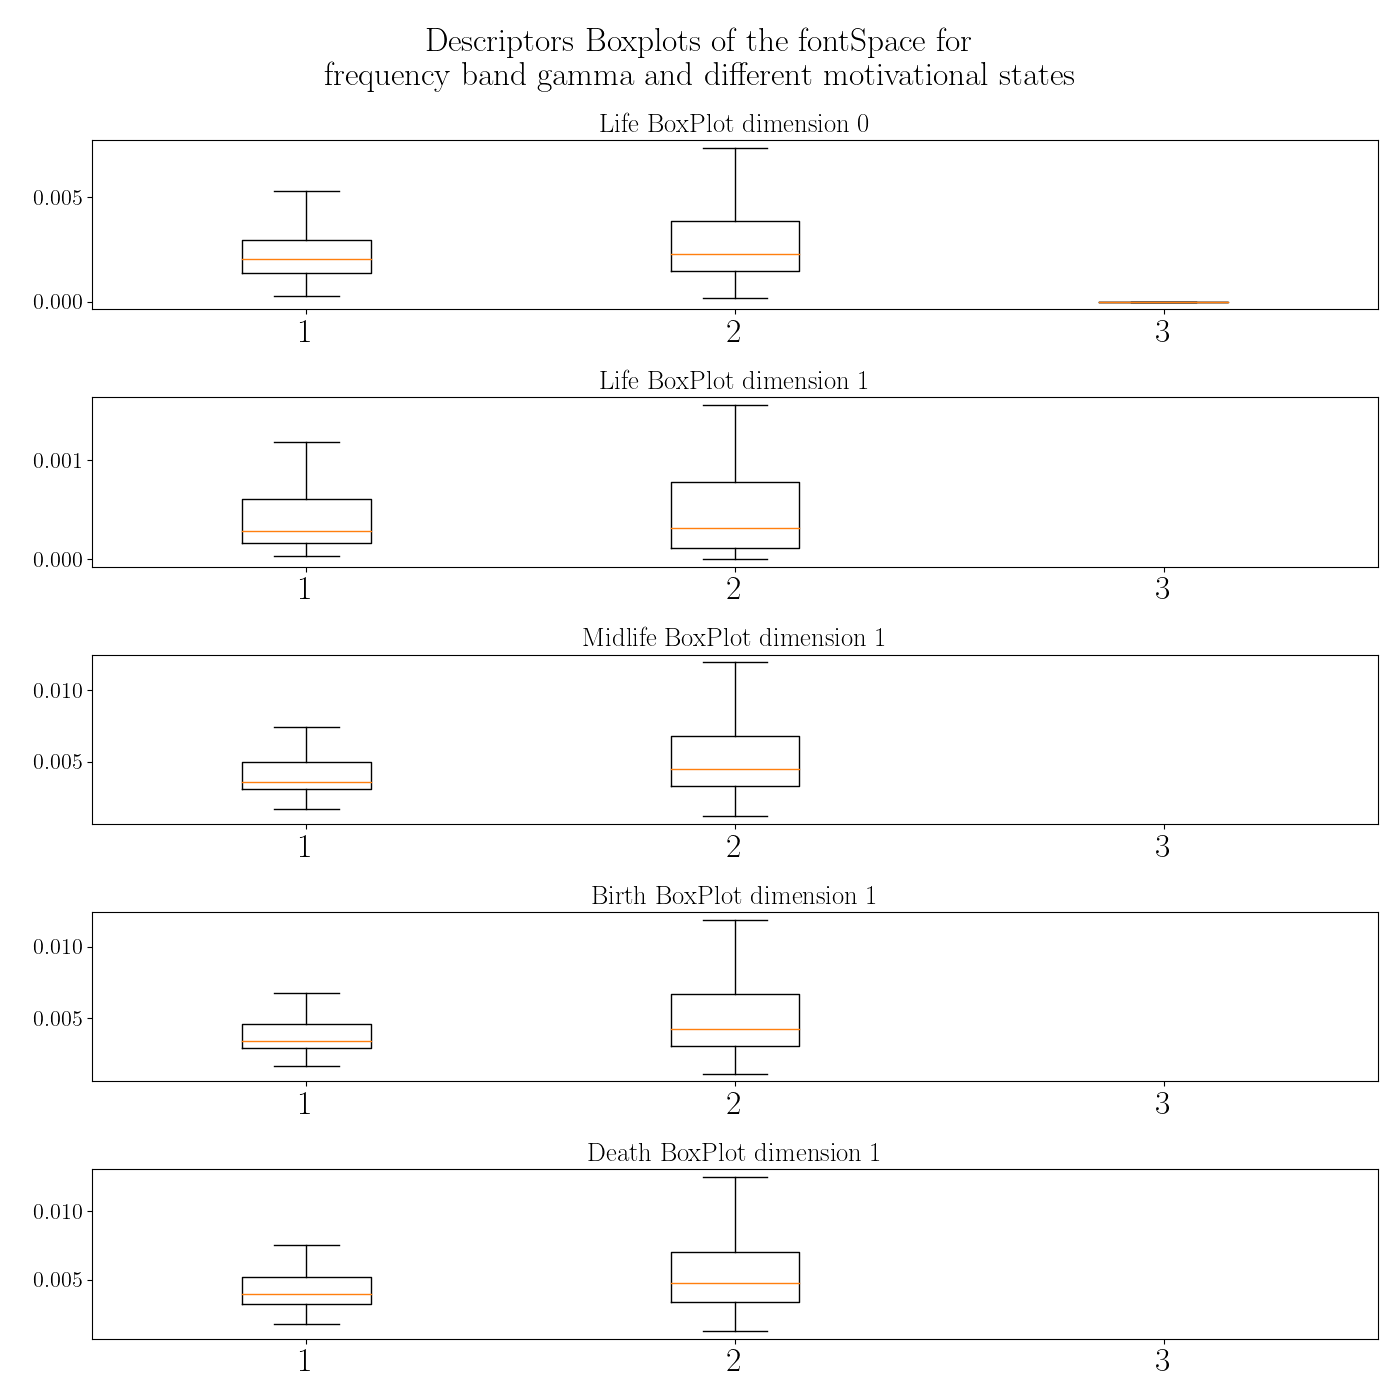 Descriptors Boxplots of the fontSpace for
frequency band gamma and different motivational states
Life BoxPlot dimension 0
0.005
0.000
1 2 3
Life BoxPlot dimension 1
0.001
0.000
1 2 3
Midlife BoxPlot dimension 1
0.010
0.005
1 2 3
Birth BoxPlot dimension 1
0.010
0.005
1 2 3
Death BoxPlot dimension 1
0.010
0.005
1 2 3